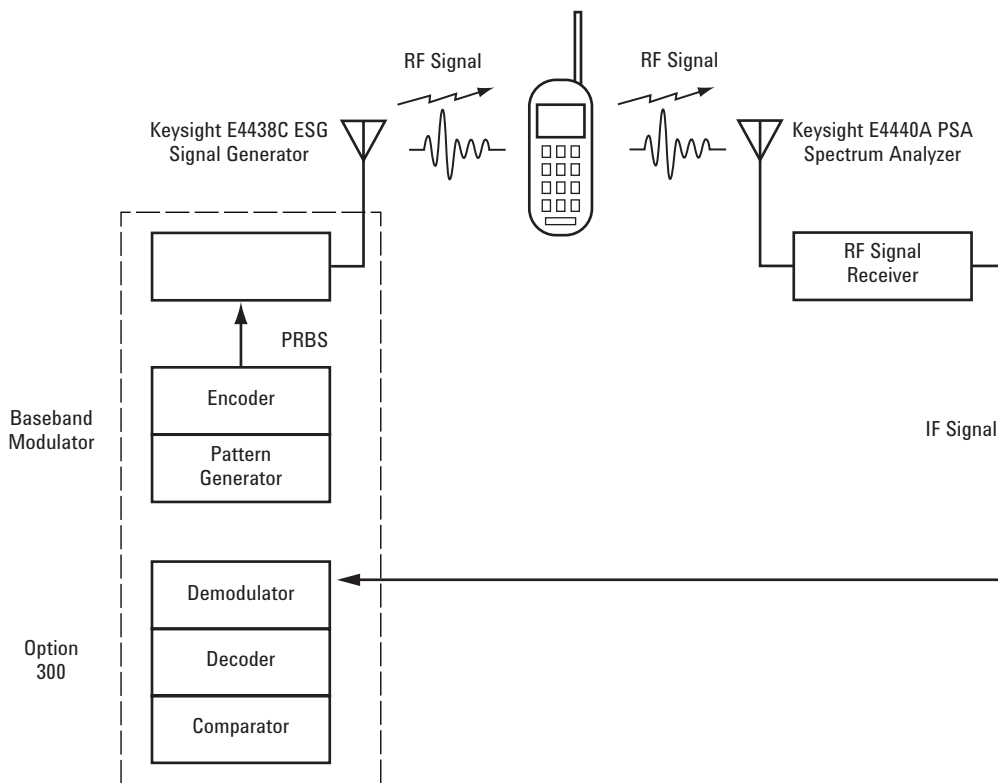 RF Signal
RF Signal
Keysight E4438C ESG
Signal Generator
Keysight E4440A PSA
Spectrum Analyzer
RF Signal
Receiver
PRBS
Encoder
Baseband
Modulator
Pattern
Generator
IF Signal
Demodulator
Option
300
Decoder
Comparator